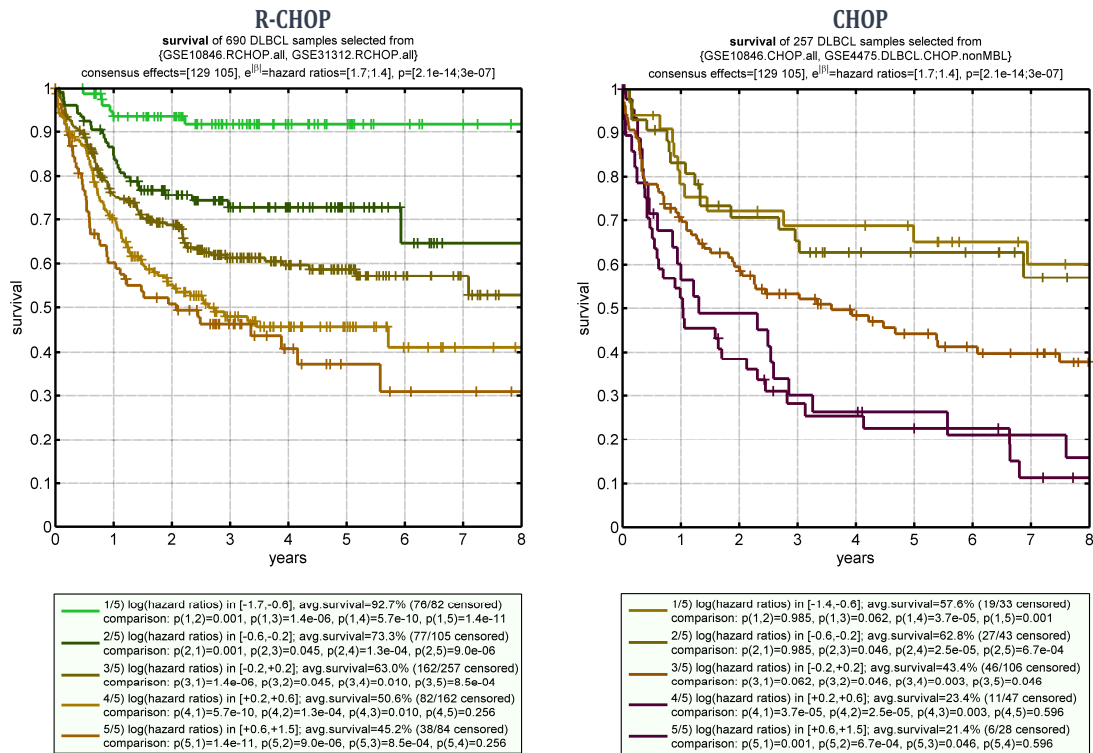 R-CHOP
survival of 690 DLBCL samples selected from
{GSE10846.RCHOP.all, GSE31312.RCHOP.all}
consensus effects=[129 105], e|β|=hazard ratios=[1.7;1.4], p=[2.1e-14;3e-07]
1
0.9
0.8
0.7
0.6
0.5
0.4
0.3
0.2
0.1
0
survival
0 1 2 3 4 5 6 7 8
years
1/5) log(hazard ratios) in [-1.7,-0.6], avg.survival=92.7% (76/82 censored)
comparison: p(1,2)=0.001, p(1,3)=1.4e-06, p(1,4)=5.7e-10, p(1,5)=1.4e-11
2/5) log(hazard ratios) in [-0.6,-0.2]; avg.survival=73.3% (77/105 censored)
comparison: p(2,1)=0.001, p(2,3)=0.045, p(2,4)=1.3e-04, p(2,5)=9.0e-06
3/5) log(hazard ratios) in [-0.2,+0.2]; avg.survival=63.0% (162/257 censored)
comparison: p(3,1)=1.4e-06, p(3,2)=0.045, p(3,4)=0.010, p(3,5)=8.5e-04
4/5) log(hazard ratios) in [+0.2,+0.6]; avg.survival=50.6% (82/162 censored)
comparison: p(4,1)=5.7e-10, p(4,2)=1.3e-04, p(4,3)=0.010, p(4,5)=0.256
5/5) log(hazard ratios) in [+0.6,+1.5]; avg.survival=45.2% (38/84 censored)
comparison: p(5,1)=1.4e-11, p(5,2)=9.0e-06, p(5,3)=8.5e-04, p(5,4)=0.256
CHOP
survival of 257 DLBCL samples selected from
{GSE10846.CHOP.all, GSE4475.DLBCL.CHOP.nonMBL}
consensus effects=[129 105], e|β|=hazard ratios=[1.7;1.4], p=[2.1e-14;3e-07]
1
0.9
0.8
0.7
0.6
0.5
0.4
0.3
0.2
0.1
0
survival
0 1 2 3 4 5 6 7 8
years
1/5) log(hazard ratios) in [-1.4,-0.6], avg.survival=57.6% (19/33 censored)
comparison: p(1,2)=0.985, p(1,3)=0.062, p(1,4)=3.7e-05, p(1,5)=0.001
2/5) log(hazard ratios) in [-0.6,-0.2]; avg.survival=62.8% (27/43 censored)
comparison: p(2,1)=0.985, p(2,3)=0.046, p(2,4)=2.5e-05, p(2,5)=6.7e-04
3/5) log(hazard ratios) in [-0.2,+0.2]; avg.survival=43.4% (46/106 censored)
comparison: p(3,1)=0.062, p(3,2)=0.046, p(3,4)=0.003, p(3,5)=0.046
4/5) log(hazard ratios) in [+0.2,+0.6]; avg.survival=23.4% (11/47 censored)
comparison: p(4,1)=3.7e-05, p(4,2)=2.5e-05, p(4,3)=0.003, p(4,5)=0.596
5/5) log(hazard ratios) in [+0.6,+1.5]; avg.survival=21.4% (6/28 censored)
comparison: p(5,1)=0.001, p(5,2)=6.7e-04, p(5,3)=0.046, p(5,4)=0.596